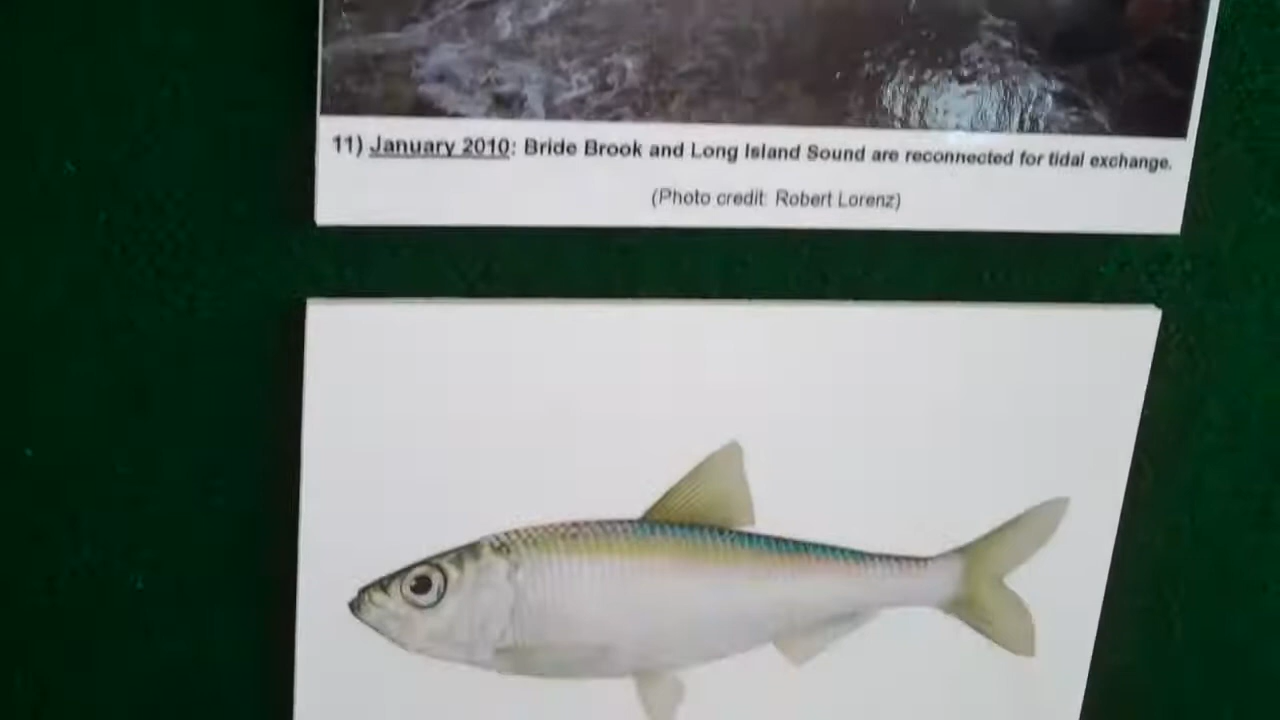 11) January 2010: Bride Brook and Long Island Sound are reconnected for tidal exchange.
(Photo credit: Robert Lorenz)